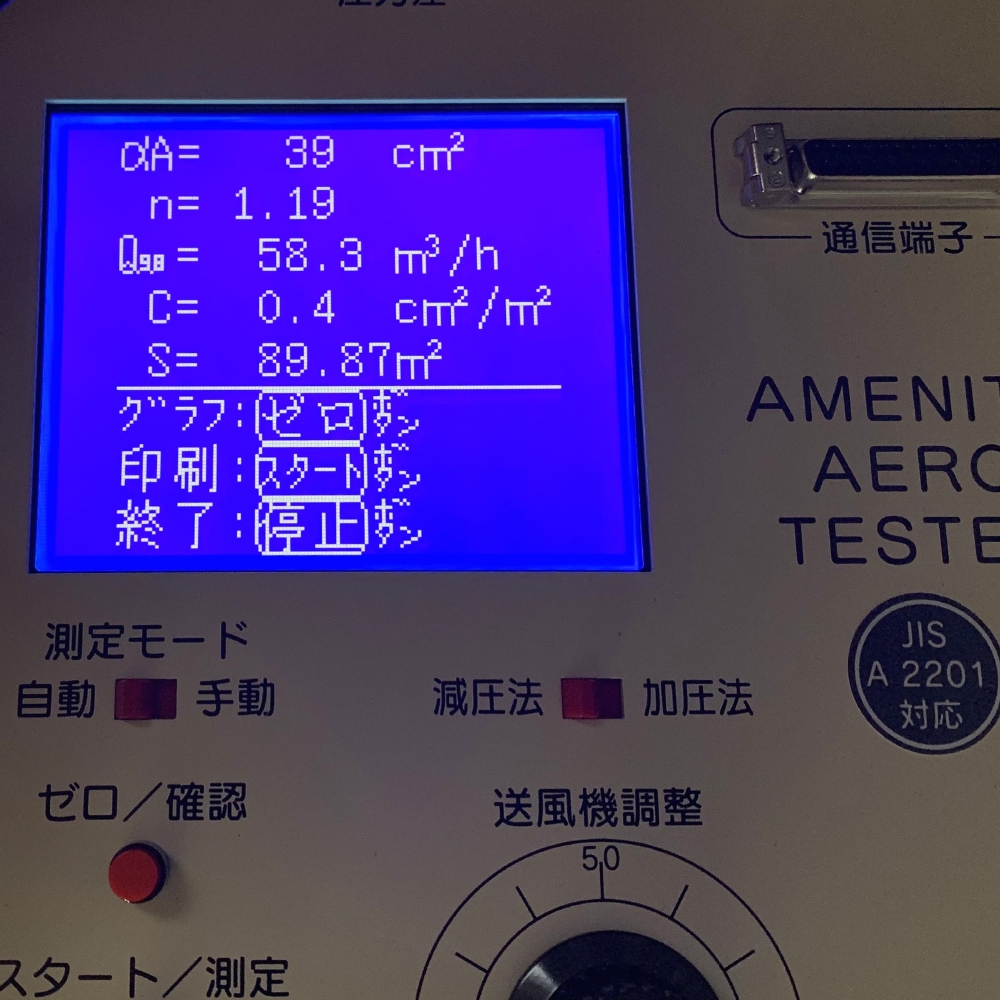 αA= 39 cm²
n= 1.19
Q₉₈= 58.3 m³/h
C= 0.4 cm²/m²
S= 89.87m²
グラフ:(ゼロ)ボタン
印刷:(スタート)ボタン
終了:(停止)ボタン
通信端子
AMENIT
AERO
TESTE
JIS
A 2201
対応
測定モード
自動 手動
減圧法 加圧法
ゼロ/確認
送風機調整
50
スタート/測定